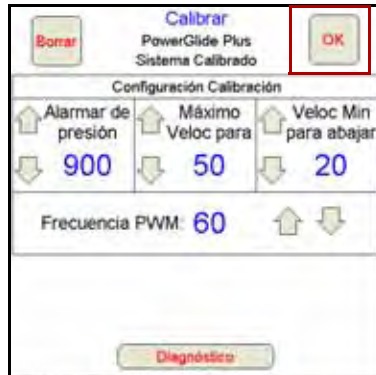 Calibrar
Borrar
PowerGlide Plus
OK
Sistema Calibrado
Configuración Calibración
Alarmar de presión
Máximo Veloc para
Veloc Min para abajar
900
50
20
Frecuencia PWM: 60
Diagnóstico